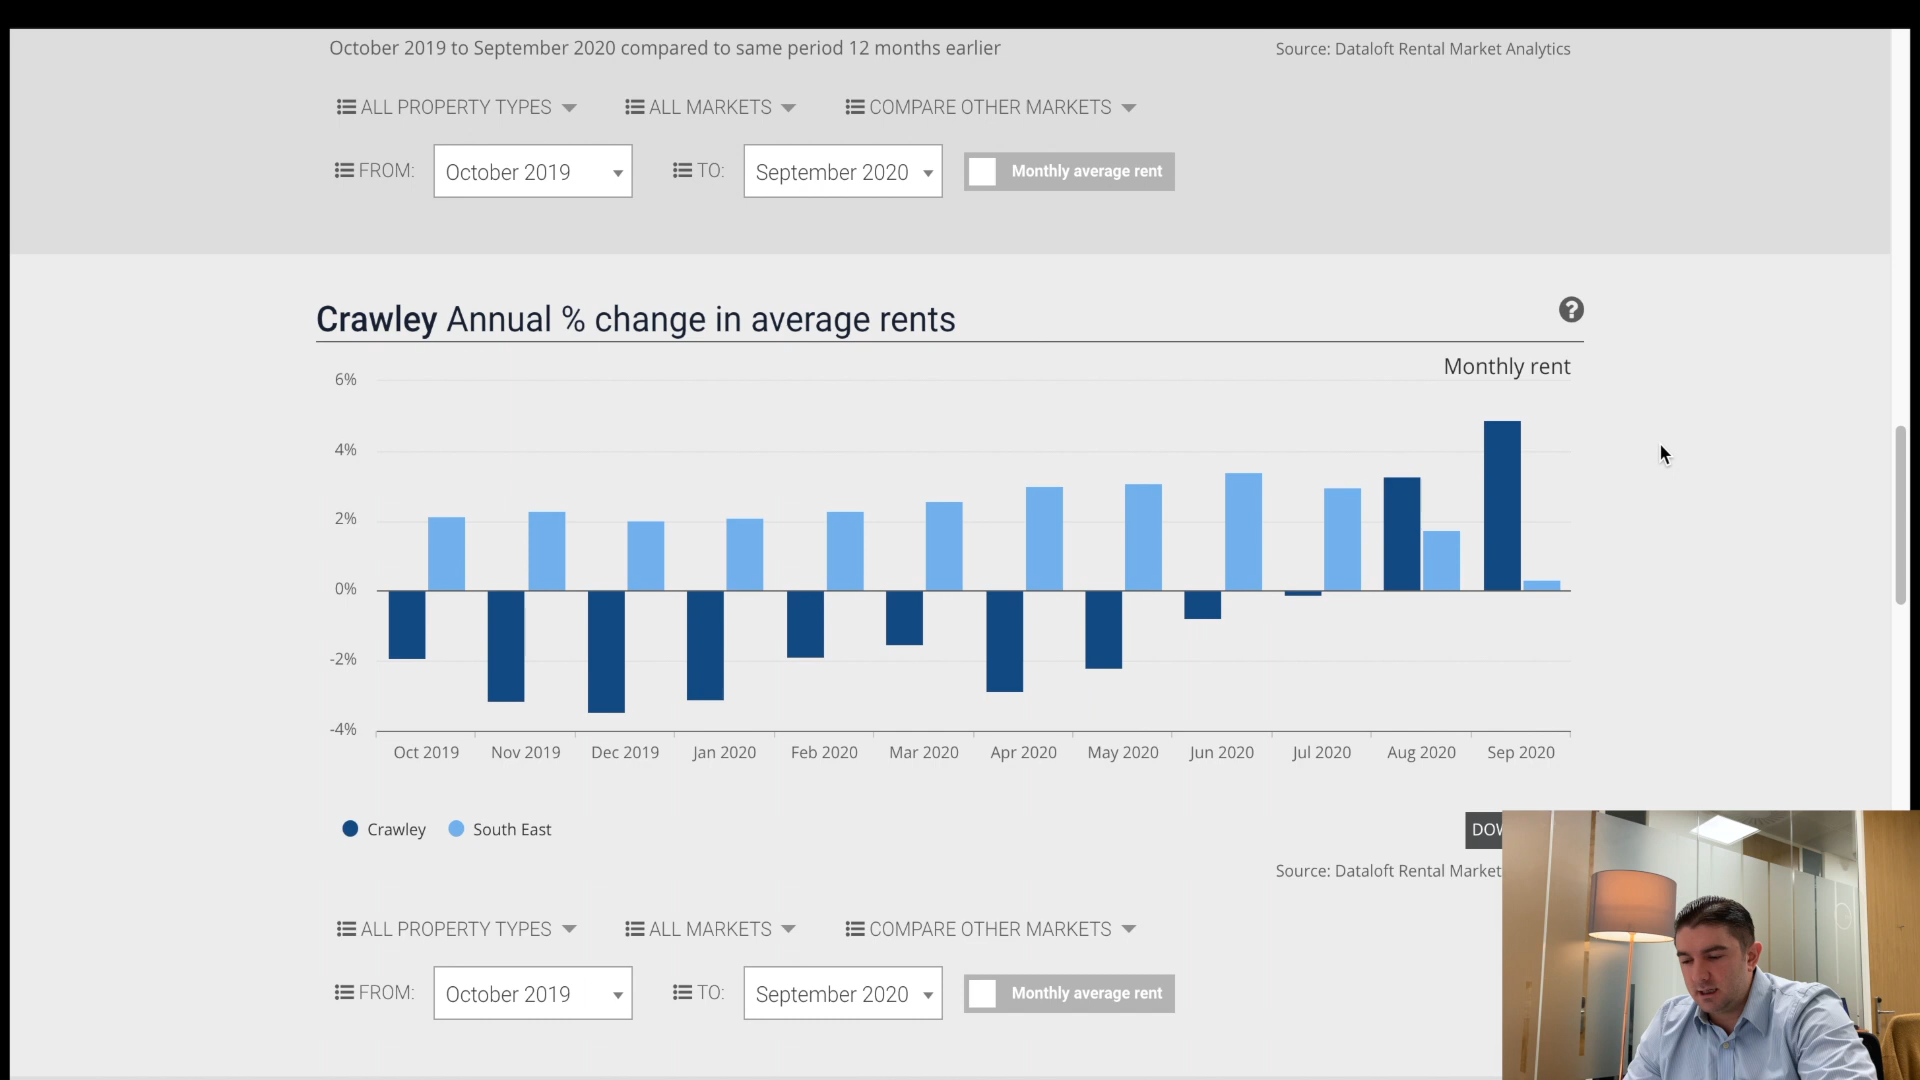 October 2019 to September 2020 compared to same period 12 months earlier
Source: Dataloft Rental Market Analytics
ALL PROPERTY TYPES ALL MARKETS COMPARE OTHER MARKETS
FROM: October 2019 TO: September 2020 Monthly average rent
Crawley Annual % change in average rents
?
Monthly rent
6%
4%
2%
0%
-2%
-4%
Oct 2019 Nov 2019 Dec 2019 Jan 2020 Feb 2020 Mar 2020 Apr 2020 May 2020 Jun 2020 Jul 2020 Aug 2020 Sep 2020
Crawley South East
Source: Dataloft Rental Market
ALL PROPERTY TYPES ALL MARKETS COMPARE OTHER MARKETS
FROM: October 2019 TO: September 2020 Monthly average rent